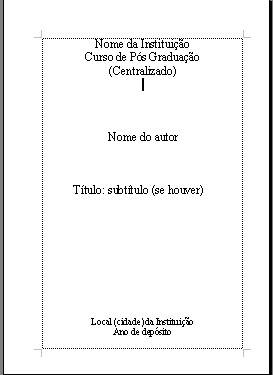 Nome da Instituição
Curso de Pós Graduação
(Centralizado)
Nome do autor
Título: subtítulo (se houver)
Local (cidade) da Instituição
Ano de depósito